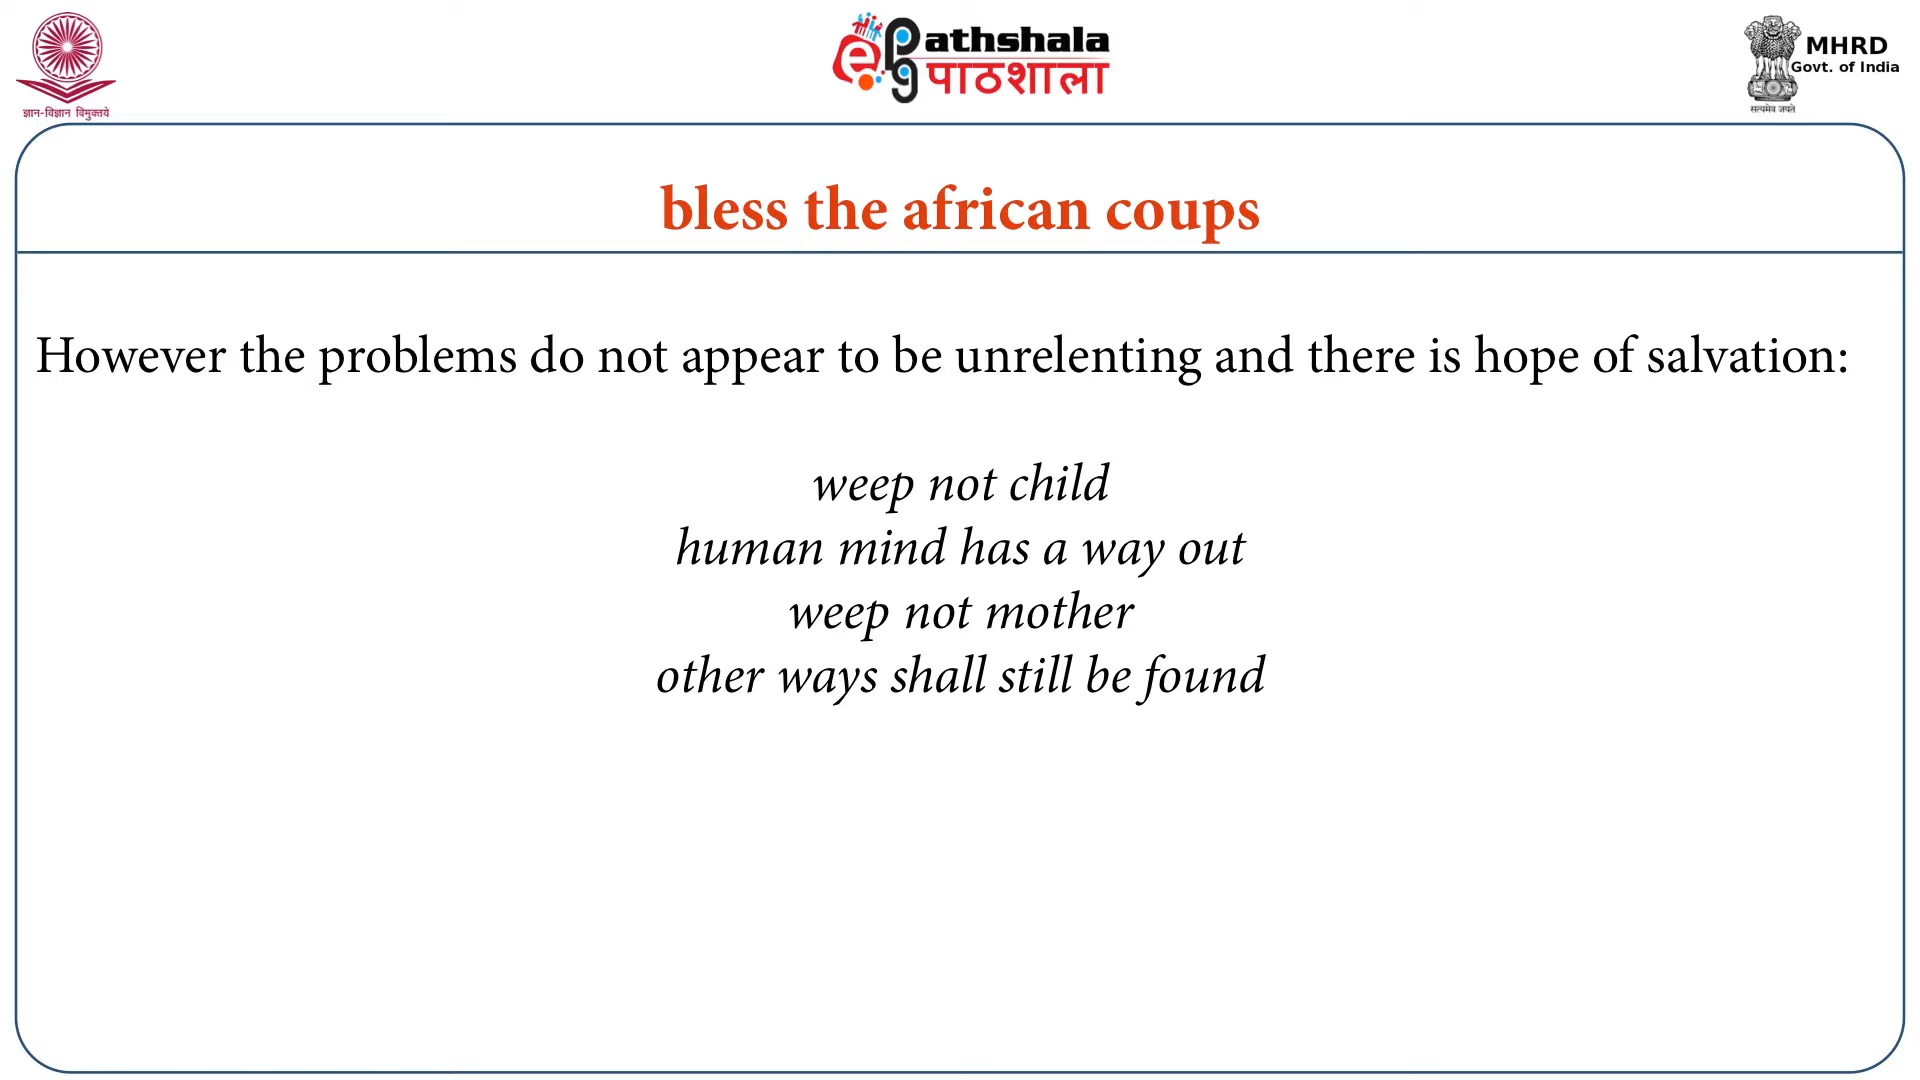 ज्ञान-विज्ञान विमुक्तये
e pg Pathshala
पाठशाला
MHRD
Govt. of India
सत्यमेव जयते
bless the african coups
However the problems do not appear to be unrelenting and there is hope of salvation:
weep not child
human mind has a way out
weep not mother
other ways shall still be found